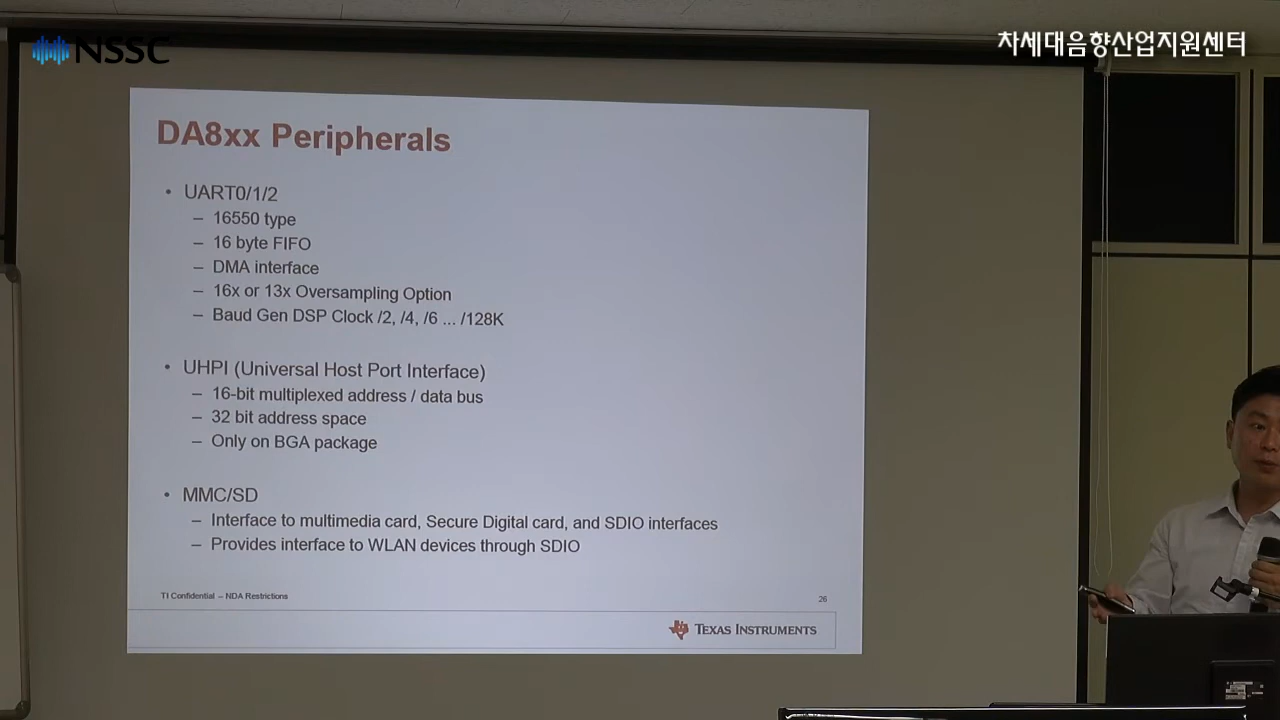 NSSC
차세대음향산업지원센터
DA8xx Peripherals
• UART0/1/2
– 16550 type
– 16 byte FIFO
– DMA interface
– 16x or 13x Oversampling Option
– Baud Gen DSP Clock /2, /4, /6 ... /128K
• UHPI (Universal Host Port Interface)
– 16-bit multiplexed address / data bus
– 32 bit address space
– Only on BGA package
• MMC/SD
– Interface to multimedia card, Secure Digital card, and SDIO interfaces
– Provides interface to WLAN devices through SDIO
TI Confidential – NDA Restrictions
26
TEXAS INSTRUMENTS